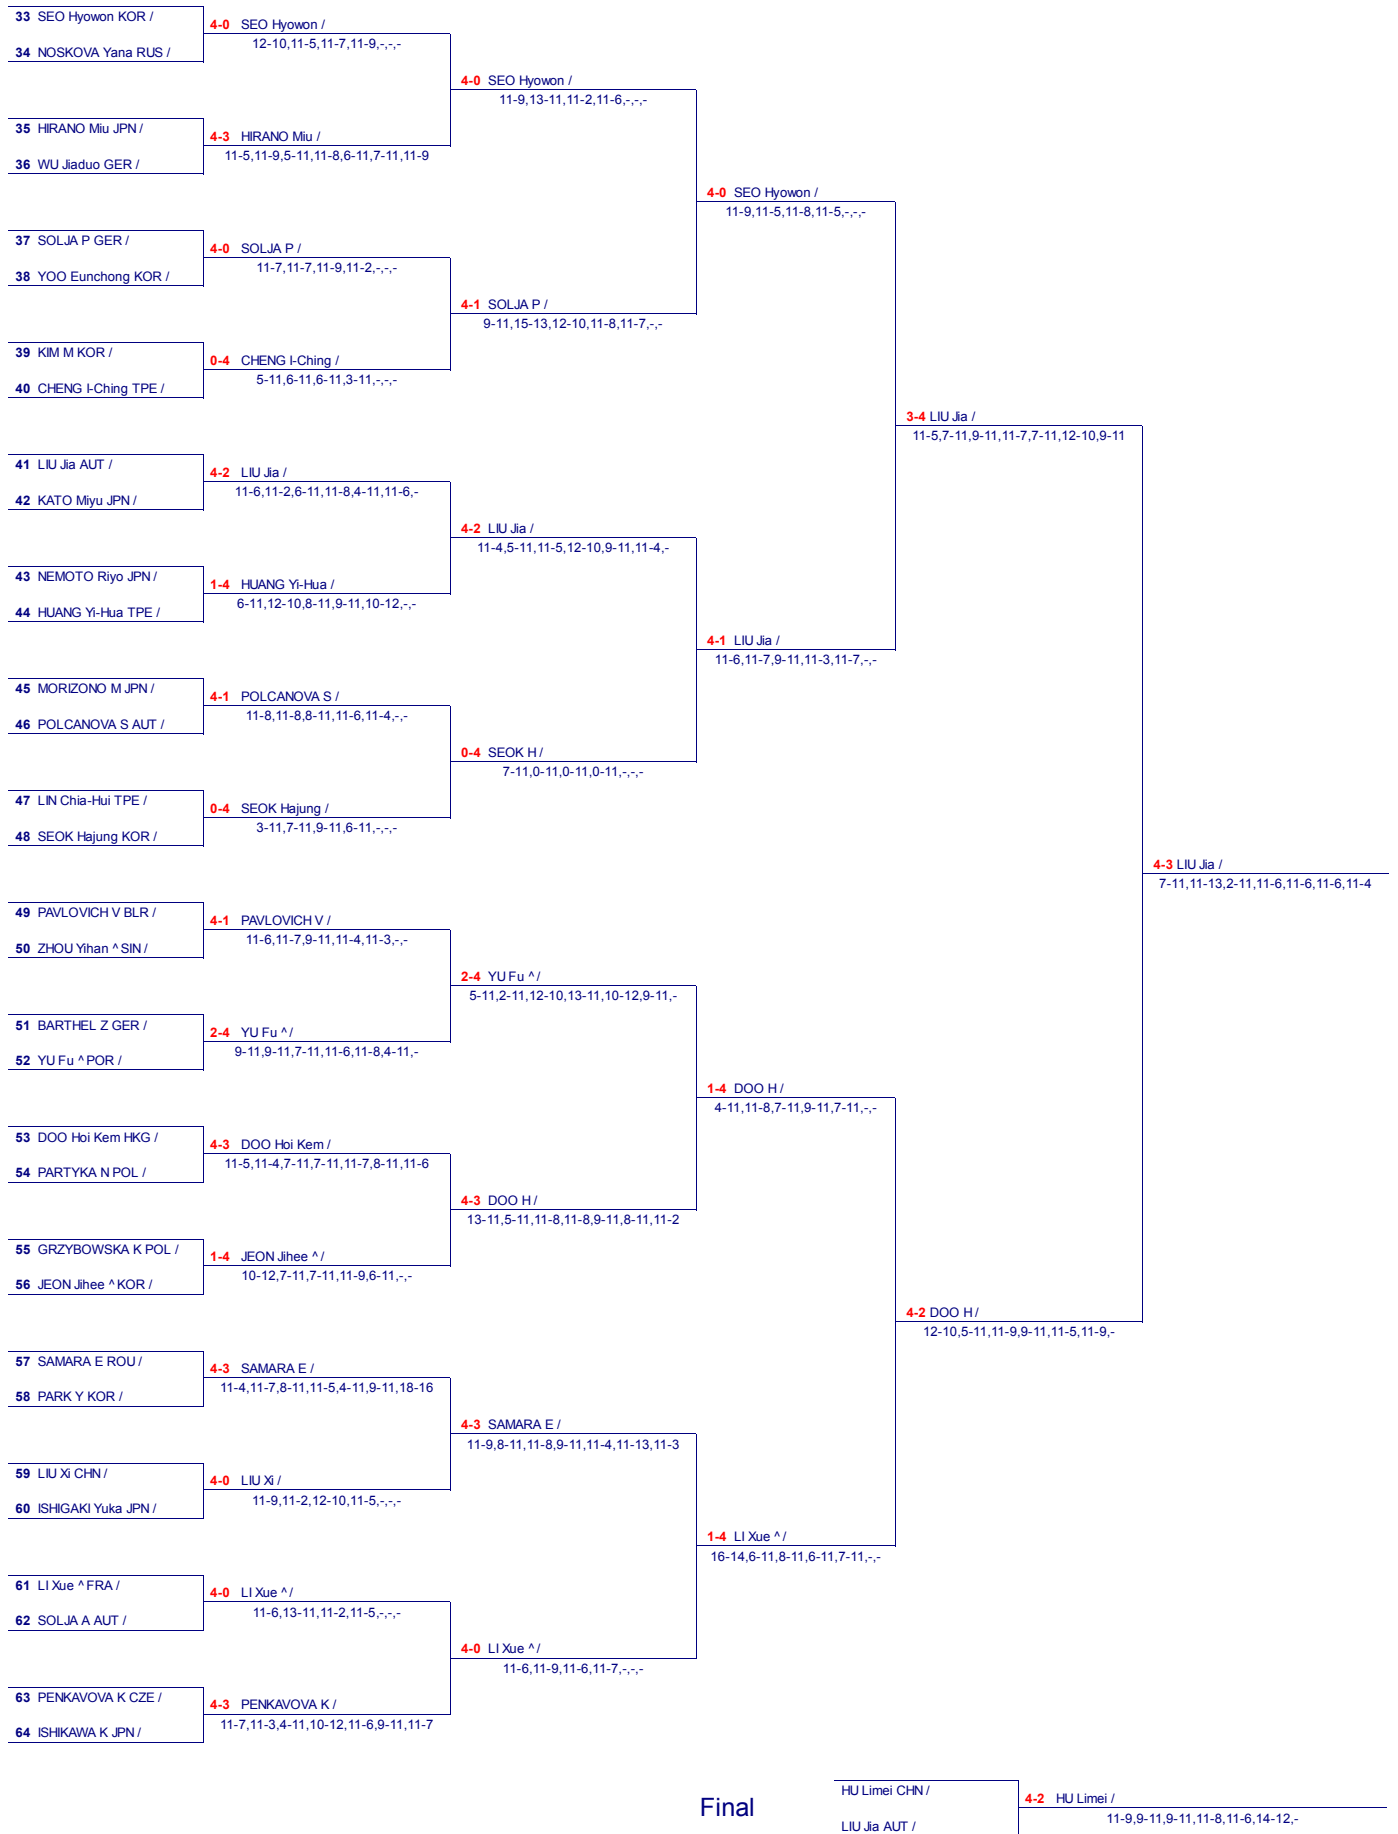 33 SEO Hyowon KOR /
4-0 SEO Hyowon /
12-10,11-5,11-7,11-9,-,-,-
34 NOSKOVA Yana RUS /
4-0 SEO Hyowon /
11-9,13-11,11-2,11-6,-,-,-
35 HIRANO Miu JPN /
4-3 HIRANO Miu /
11-5,11-9,5-11,11-8,6-11,7-11,11-9
36 WU Jiaduo GER /
4-0 SEO Hyowon /
11-9,11-5,11-8,11-5,-,-,-
37 SOLJA P GER /
4-0 SOLJA P /
11-7,11-7,11-9,11-2,-,-,-
38 YOO Eunchong KOR /
4-1 SOLJA P /
9-11,15-13,12-10,11-8,11-7,-,-
39 KIM M KOR /
0-4 CHENG I-Ching /
5-11,6-11,6-11,3-11,-,-,-
40 CHENG I-Ching TPE /
3-4 LIU Jia /
11-5,7-11,9-11,11-7,7-11,12-10,9-11
41 LIU Jia AUT /
4-2 LIU Jia /
11-6,11-2,6-11,11-8,4-11,11-6,-
42 KATO Miyu JPN /
4-2 LIU Jia /
11-4,5-11,11-5,12-10,9-11,11-4,-
43 NEMOTO Riyo JPN /
1-4 HUANG Yi-Hua /
6-11,12-10,8-11,9-11,10-12,-,-
44 HUANG Yi-Hua TPE /
4-1 LIU Jia /
11-6,11-7,9-11,11-3,11-7,-,-
45 MORIZONO M JPN /
4-1 POLCANOVA S /
11-8,11-8,8-11,11-6,11-4,-,-
46 POLCANOVA S AUT /
0-4 SEOK H /
7-11,0-11,0-11,0-11,-,-,-
47 LIN Chia-Hui TPE /
0-4 SEOK Hajung /
3-11,7-11,9-11,6-11,-,-,-
48 SEOK Hajung KOR /
4-3 LIU Jia /
7-11,11-13,2-11,11-6,11-6,11-6,11-4
49 PAVLOVICH V BLR /
4-1 PAVLOVICH V /
11-6,11-7,9-11,11-4,11-3,-,-
50 ZHOU Yihan ^ SIN /
2-4 YU Fu ^ /
5-11,2-11,12-10,13-11,10-12,9-11,-
51 BARTHEL Z GER /
2-4 YU Fu ^ /
9-11,9-11,7-11,11-6,11-8,4-11,-
52 YU Fu ^ POR /
1-4 DOO H /
4-11,11-8,7-11,9-11,7-11,-,-
53 DOO Hoi Kem HKG /
4-3 DOO Hoi Kem /
11-5,11-4,7-11,7-11,11-7,8-11,11-6
54 PARTYKA N POL /
4-3 DOO H /
13-11,5-11,11-8,11-8,9-11,8-11,11-2
55 GRZYBOWSKA K POL /
1-4 JEON Jihee ^ /
10-12,7-11,7-11,11-9,6-11,-,-
56 JEON Jihee ^ KOR /
4-2 DOO H /
12-10,5-11,11-9,9-11,11-5,11-9,-
57 SAMARA E ROU /
4-3 SAMARA E /
11-4,11-7,8-11,11-5,4-11,9-11,18-16
58 PARK Y KOR /
4-3 SAMARA E /
11-9,8-11,11-8,9-11,11-4,11-13,11-3
59 LIU Xi CHN /
4-0 LIU Xi /
11-9,11-2,12-10,11-5,-,-,-
60 ISHIGAKI Yuka JPN /
1-4 LI Xue ^ /
16-14,6-11,8-11,6-11,7-11,-,-
61 LI Xue ^ FRA /
4-0 LI Xue ^ /
11-6,13-11,11-2,11-5,-,-,-
62 SOLJA A AUT /
4-0 LI Xue ^ /
11-6,11-9,11-6,11-7,-,-,-
63 PENKAVOVA K CZE /
4-3 PENKAVOVA K /
11-7,11-3,4-11,10-12,11-6,9-11,11-7
64 ISHIKAWA K JPN /
Final
HU Limei CHN /
4-2 HU Limei /
11-9,9-11,9-11,11-8,11-6,14-12,-
LIU Jia AUT /